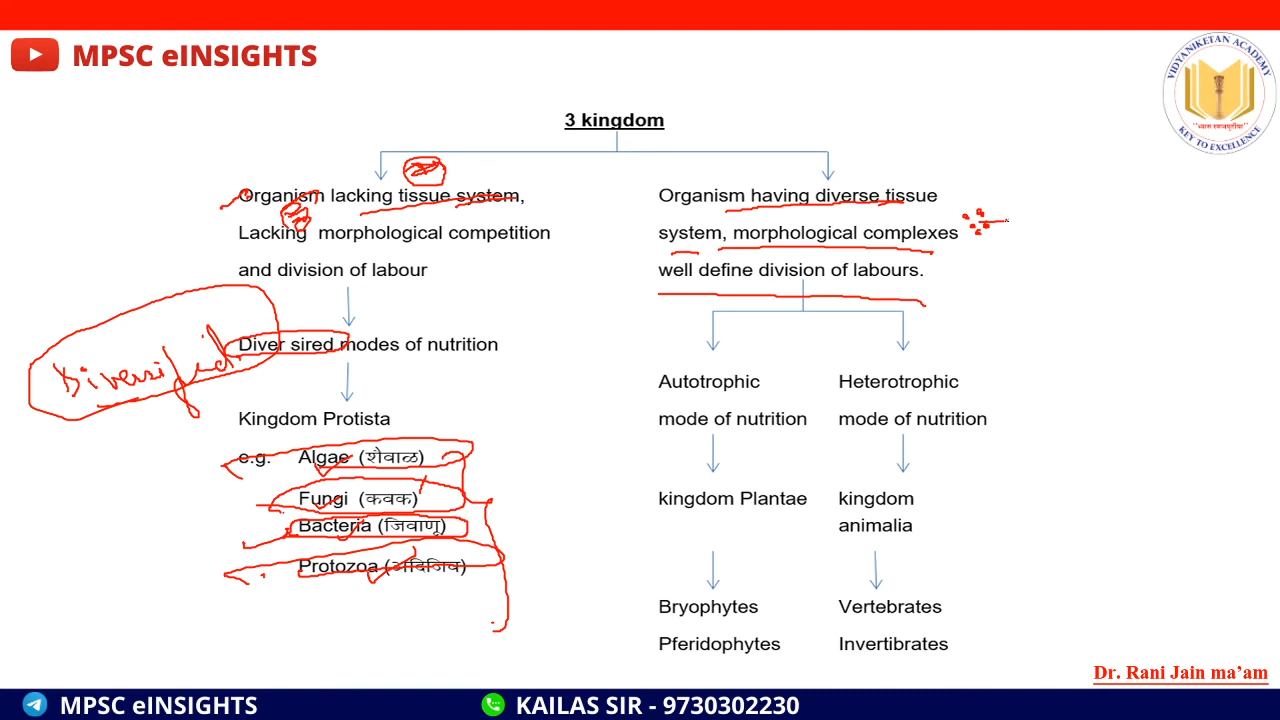 MPSC eINSIGHTS
VIDYANIKETAN ACADEMY
KEY TO EXCELLENCE
3 kingdom
Organism lacking tissue system,
Lacking morphological competition
and division of labour
Diver sired modes of nutrition
Diversified
Kingdom Protista
e.g. Algae (शैवाळ)
Fungi (कवक)
Bacteria (जिवाणू)
Protozoa (आदिजिव)
Organism having diverse tissue
system, morphological complexes
well define division of labours.
Autotrophic
mode of nutrition
kingdom Plantae
Bryophytes
Pferidophytes
Heterotrophic
mode of nutrition
kingdom
animalia
Vertebrates
Invertibrates
Dr. Rani Jain ma’am
MPSC eINSIGHTS
KAILAS SIR - 9730302230